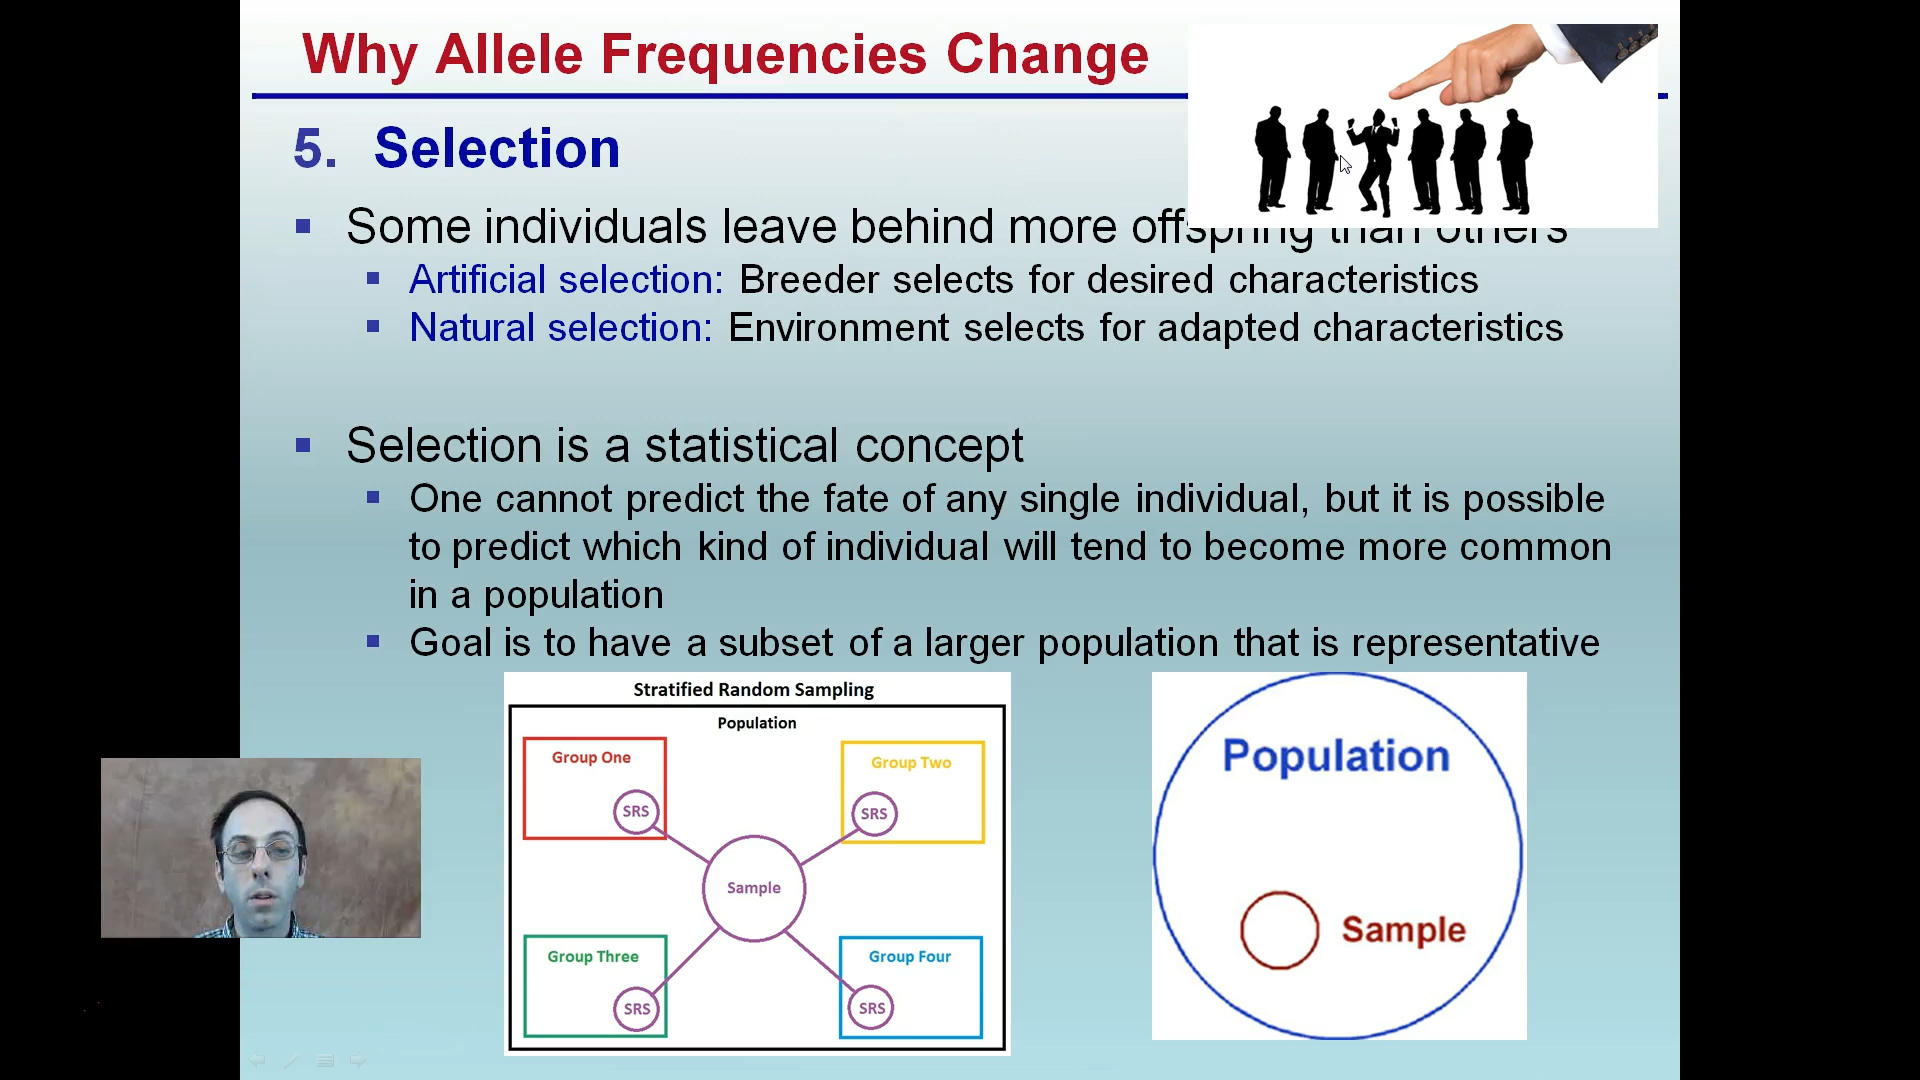 Why Allele Frequencies Change
5. Selection
Some individuals leave behind more offspring than others
Artificial selection: Breeder selects for desired characteristics
Natural selection: Environment selects for adapted characteristics
Selection is a statistical concept
One cannot predict the fate of any single individual, but it is possible
to predict which kind of individual will tend to become more common
in a population
Goal is to have a subset of a larger population that is representative
Stratified Random Sampling
Population
Group One
SRS
Group Two
SRS
Sample
Group Three
SRS
Group Four
SRS
Population
Sample